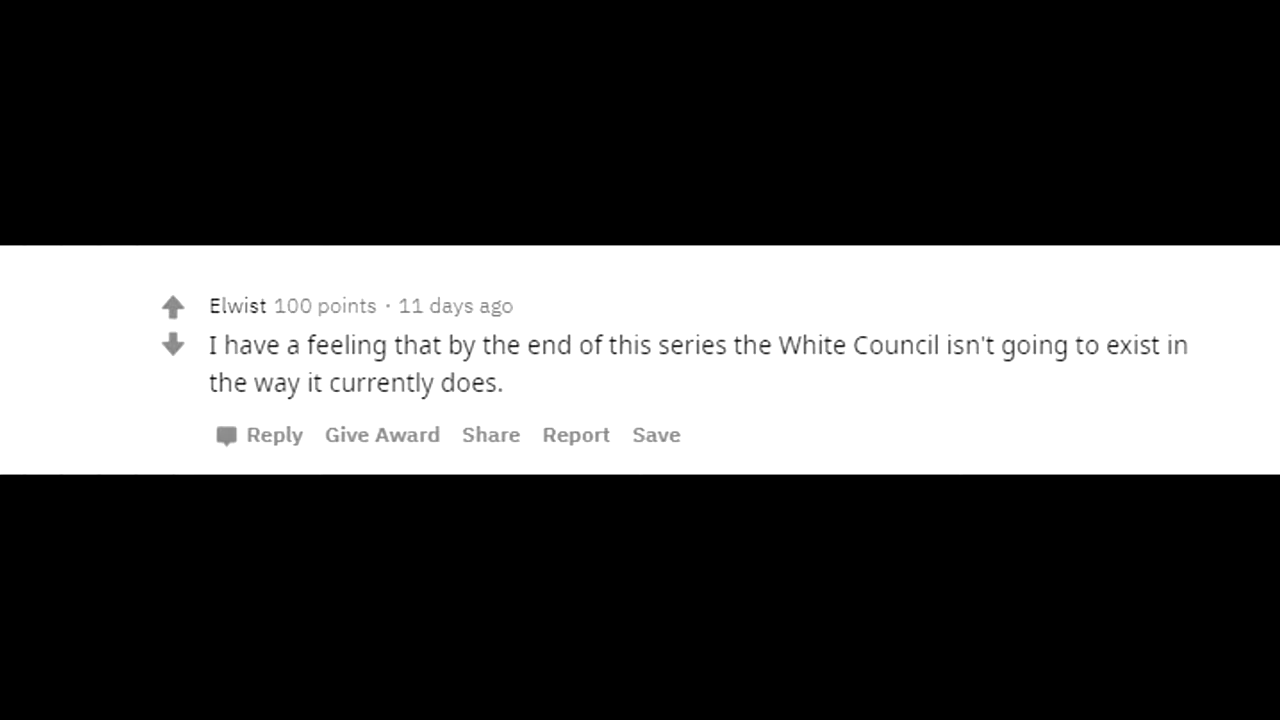 Elwist 100 points · 11 days ago
I have a feeling that by the end of this series the White Council isn't going to exist in
the way it currently does.
Reply Give Award Share Report Save